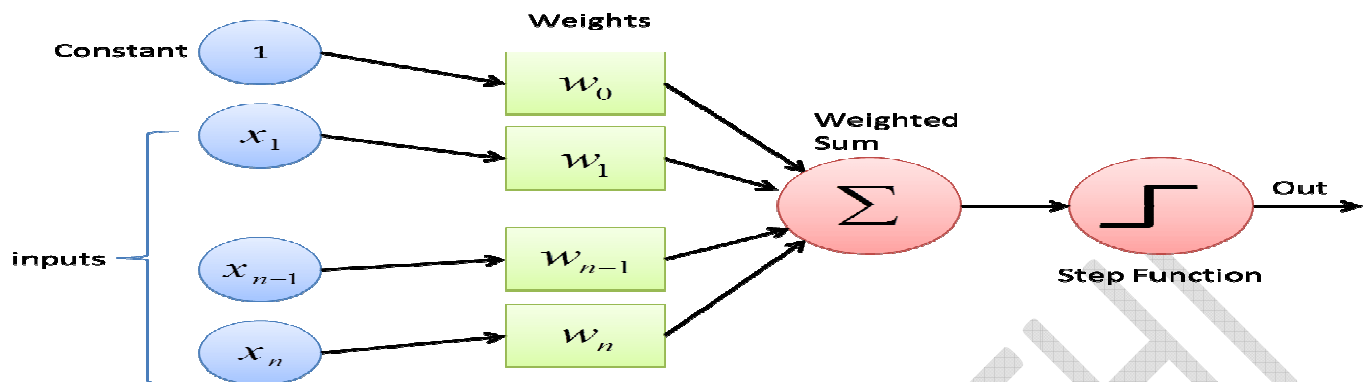 Weights
Constant
1
w₀
x₁
w₁
Weighted
Sum
Σ
Out
inputs
xₙ₋₁
wₙ₋₁
Step Function
xₙ
wₙ